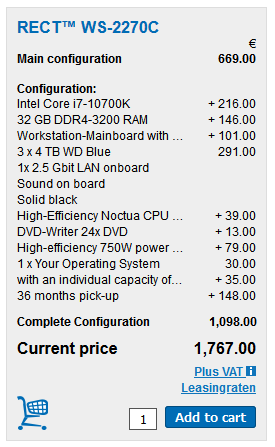 RECT™ WS-2270C
€
Main configuration 669.00
Configuration:
Intel Core i7-10700K + 216.00
32 GB DDR4-3200 RAM + 146.00
Workstation-Mainboard with ... + 101.00
3 x 4 TB WD Blue 291.00
1x 2.5 Gbit LAN onboard
Sound on board
Solid black
High-Efficiency Noctua CPU ... + 39.00
DVD-Writer 24x DVD + 13.00
High-efficiency 750W power ... + 79.00
1 x Your Operating System 30.00
with an individual capacity of... + 35.00
36 months pick-up + 148.00
Complete Configuration 1,098.00
Current price 1,767.00
Plus VAT i
Leasingraten
1 Add to cart